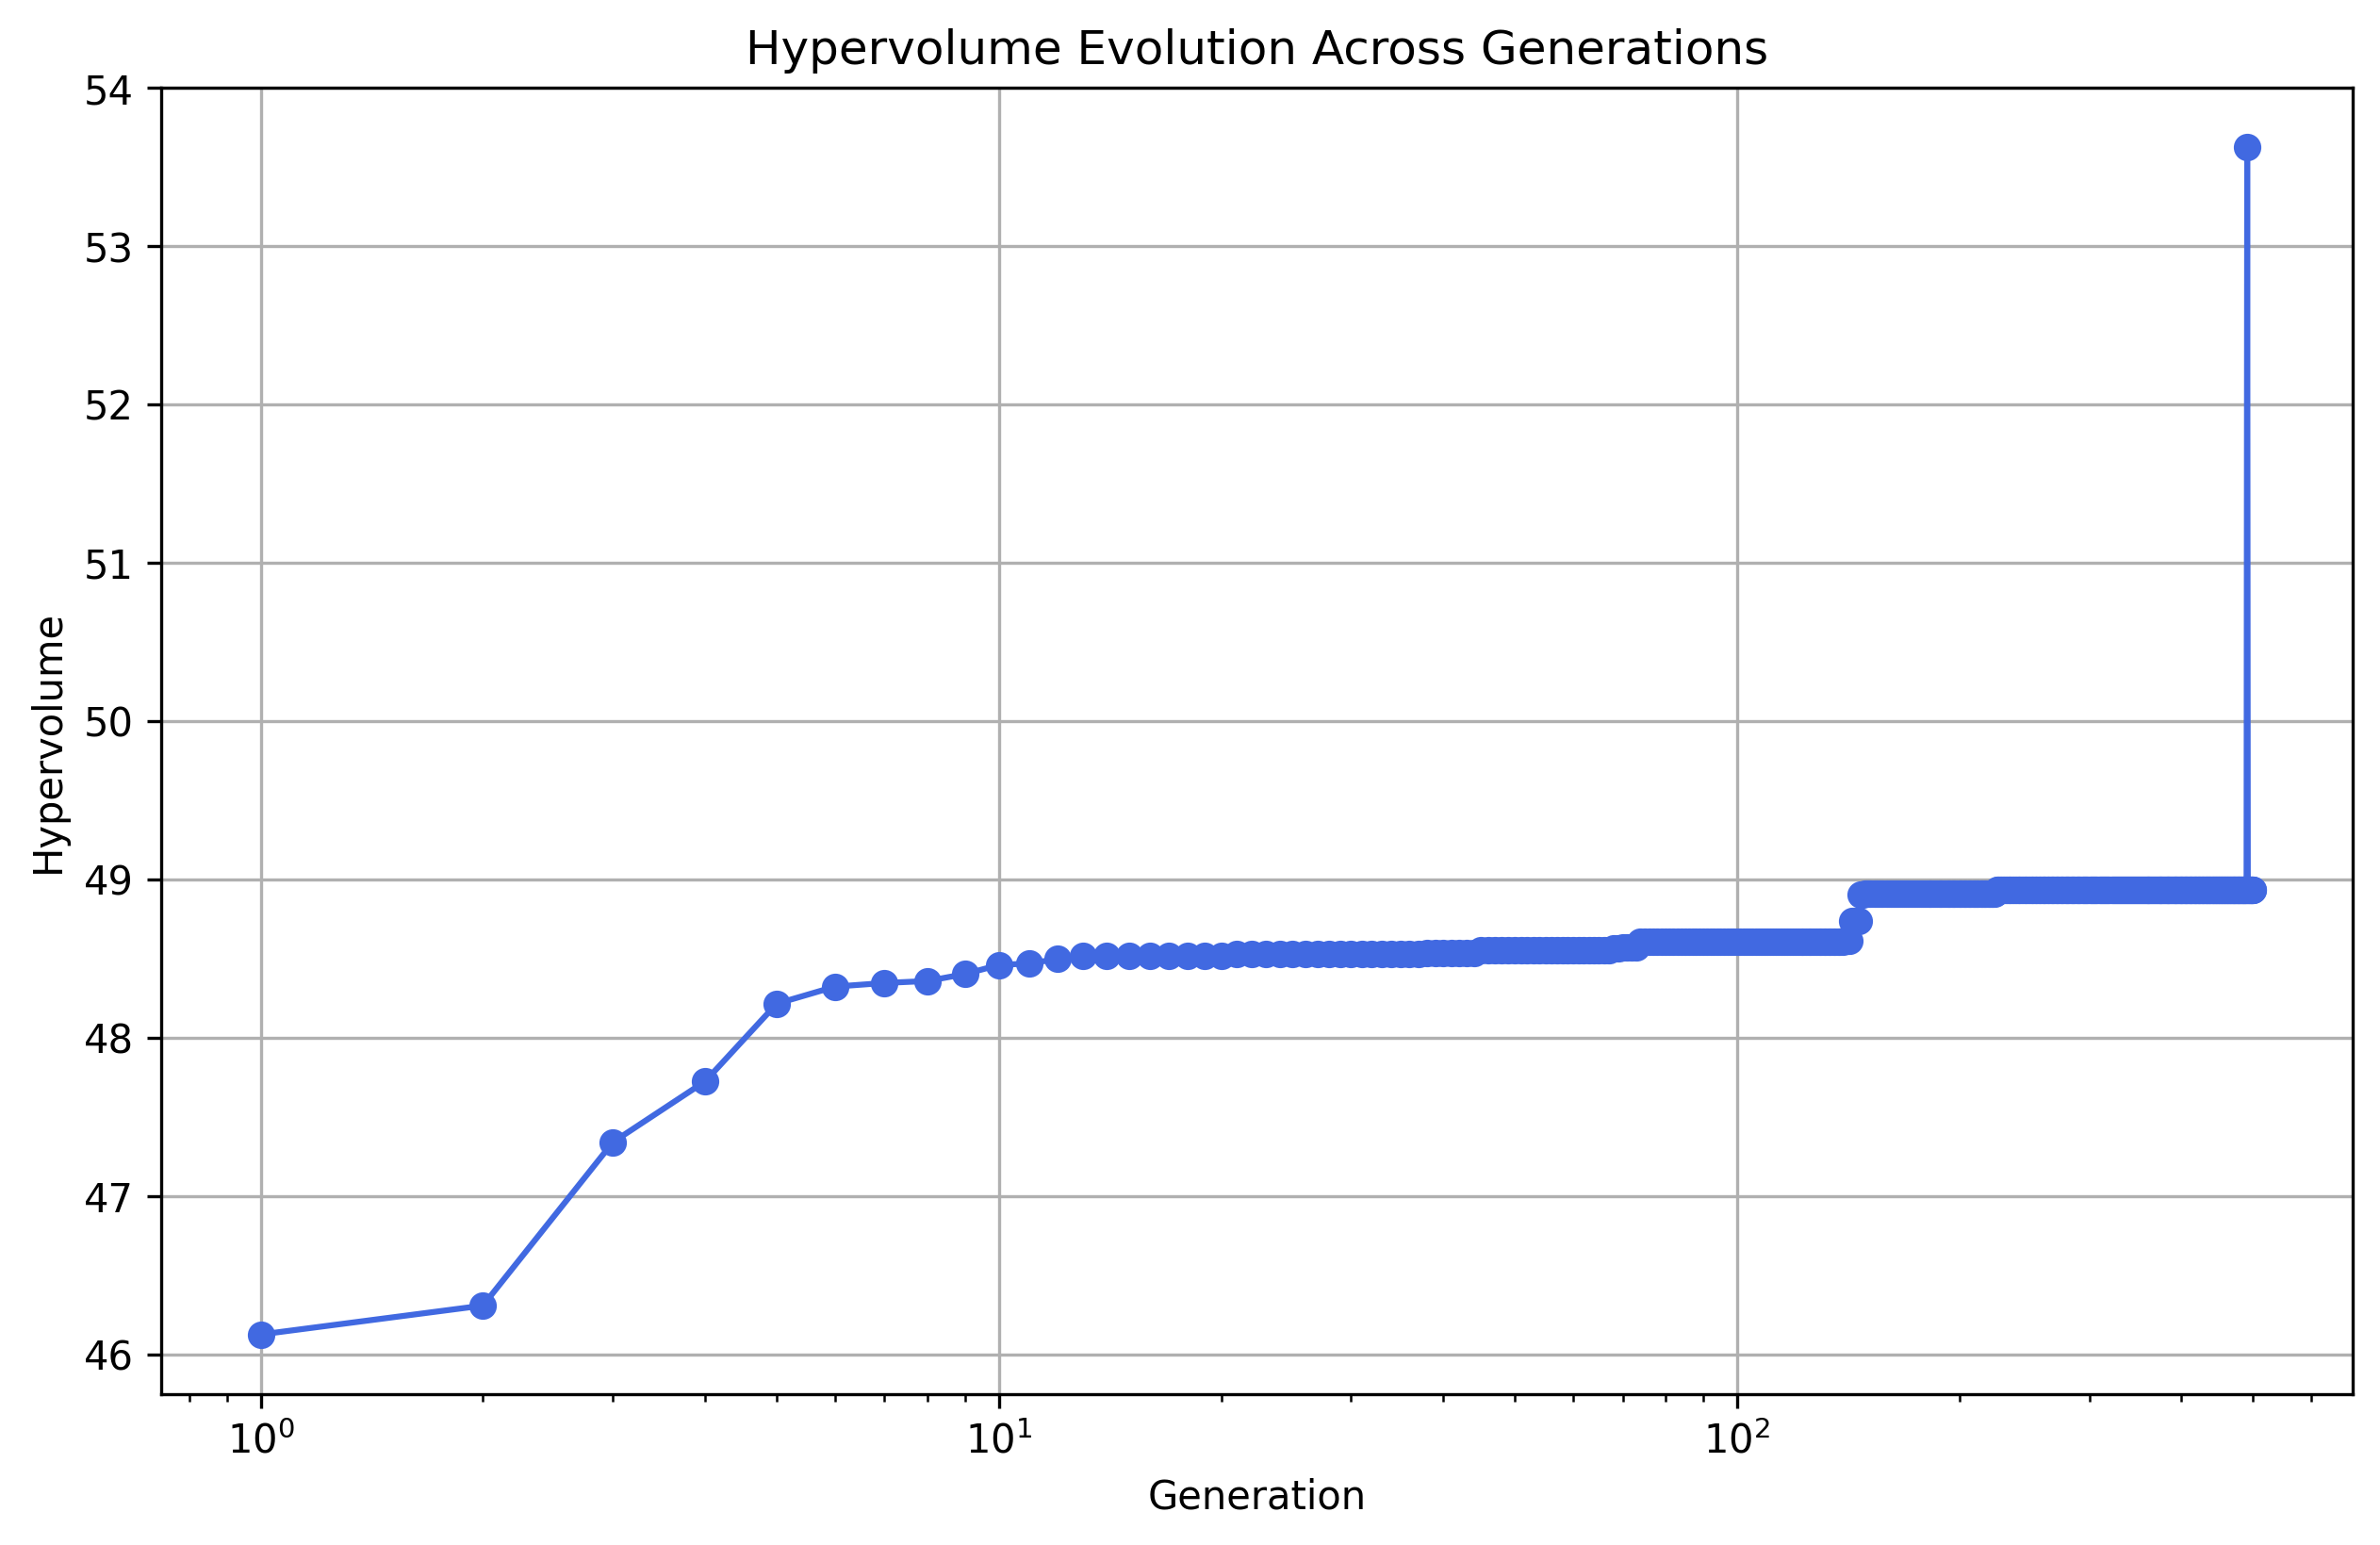 Hypervolume Evolution Across Generations
54
53
52
51
50
49
48
47
46
Hypervolume
10⁰ 10¹ 10²
Generation